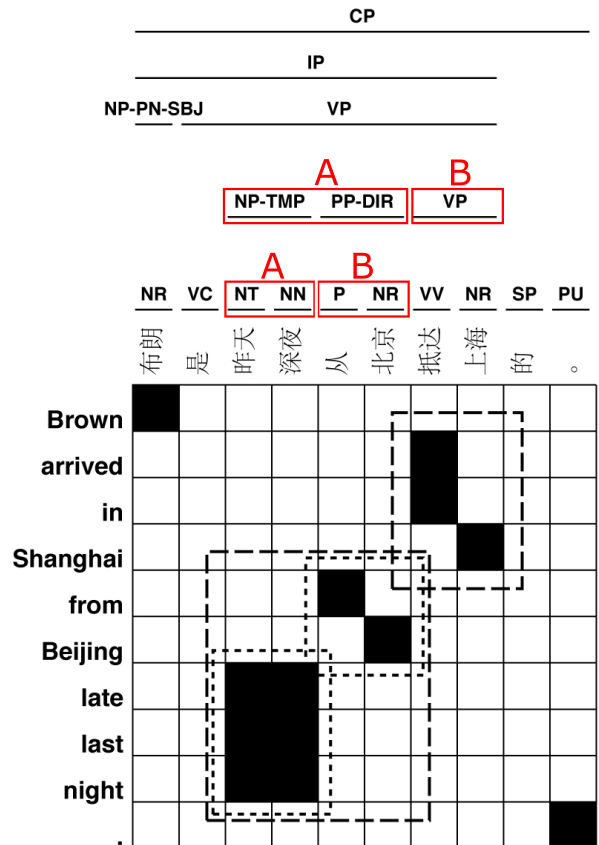 CP
IP
NP-PN-SBJ VP
A B
NP-TMP PP-DIR VP
A B
NR VC NT NN P NR VV NR SP PU
布朗 是 昨天 深夜 从 北京 抵达 上海 的 。
Brown
arrived
in
Shanghai
from
Beijing
late
last
night